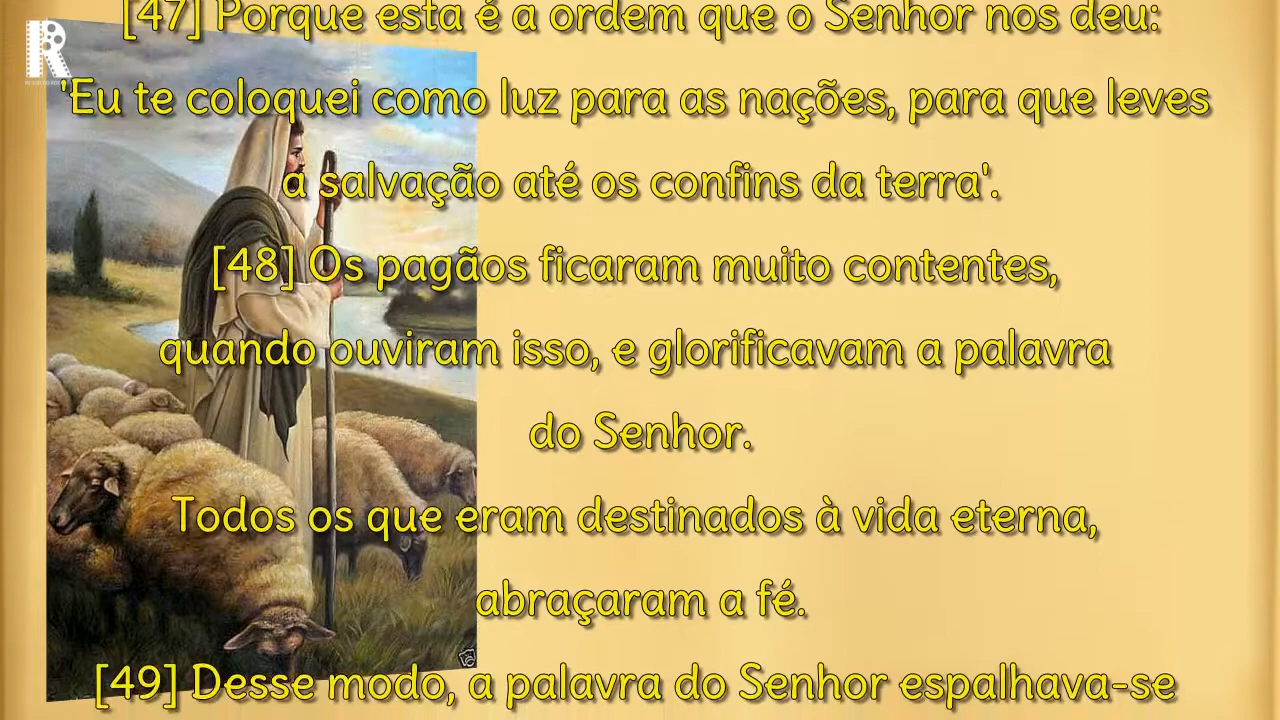 [47] Porque esta é a ordem que o Senhor nos deu:
'Eu te coloquei como luz para as nações, para que leves
a salvação até os confins da terra'.
[48] Os pagãos ficaram muito contentes,
quando ouviram isso, e glorificavam a palavra
do Senhor.
Todos os que eram destinados à vida eterna,
abraçaram a fé.
[49] Desse modo, a palavra do Senhor espalhava-se